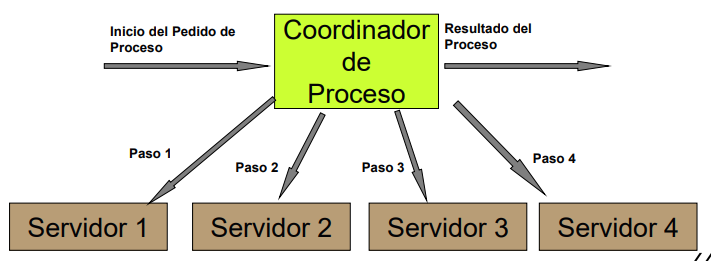 Inicio del Pedido de
Proceso
Coordinador
de
Proceso
Resultado del
Proceso
Paso 1
Paso 2
Paso 3
Paso 4
Servidor 1
Servidor 2
Servidor 3
Servidor 4